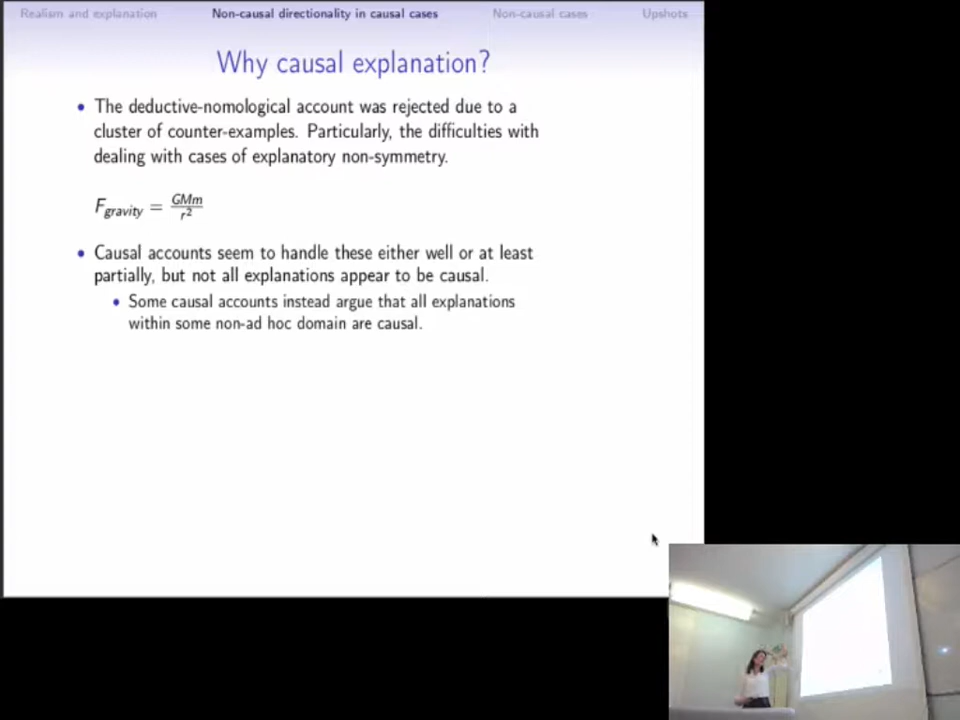 Realism and explanation Non-causal directionality in causal cases Non-causal cases Upshots
Why causal explanation?
• The deductive-nomological account was rejected due to a
cluster of counter-examples. Particularly, the difficulties with
dealing with cases of explanatory non-symmetry.
F_gravity = GMm/r²
• Causal accounts seem to handle these either well or at least
partially, but not all explanations appear to be causal.
• Some causal accounts instead argue that all explanations
within some non-ad hoc domain are causal.